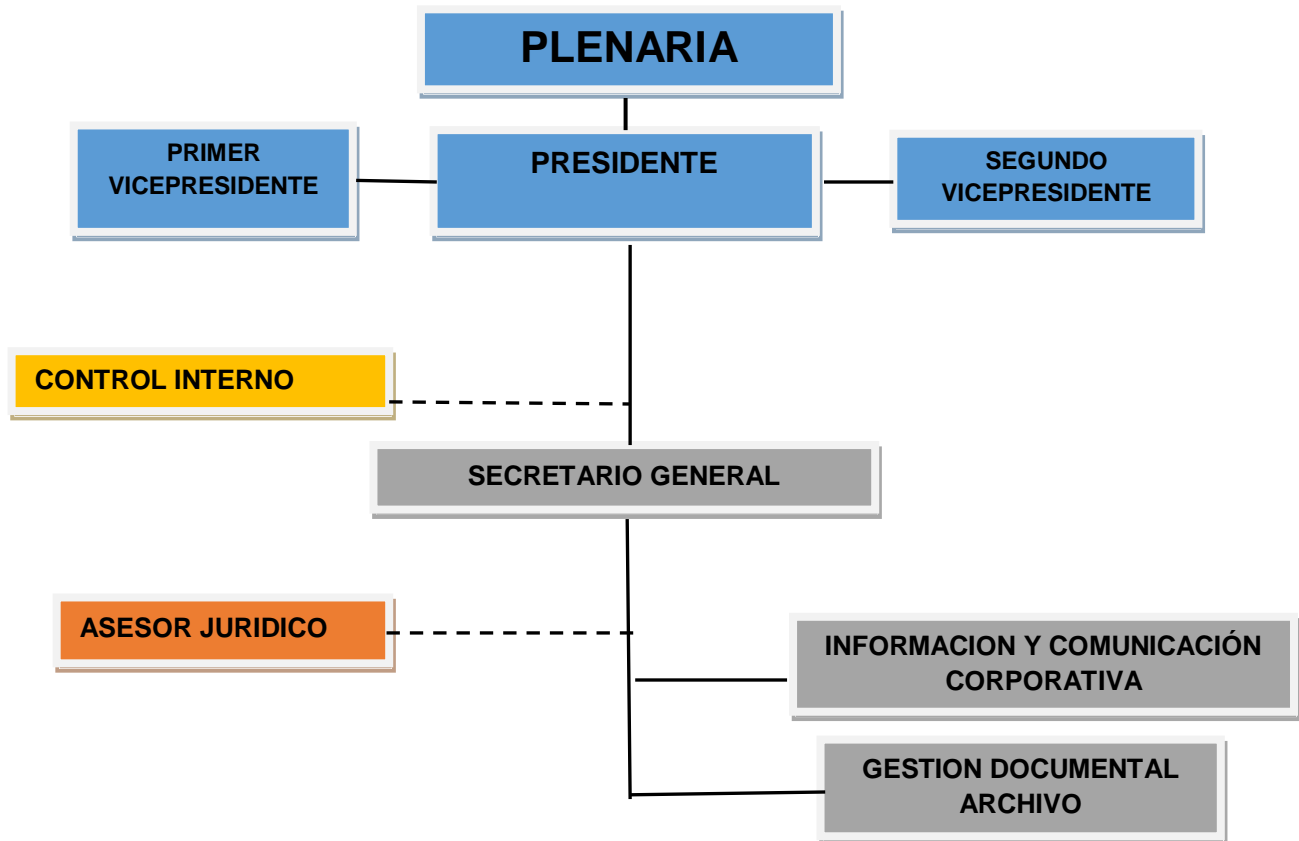 PLENARIA
PRIMER
VICEPRESIDENTE
PRESIDENTE
SEGUNDO
VICEPRESIDENTE
CONTROL INTERNO
SECRETARIO GENERAL
ASESOR JURIDICO
INFORMACION Y COMUNICACIÓN
CORPORATIVA
GESTION DOCUMENTAL
ARCHIVO